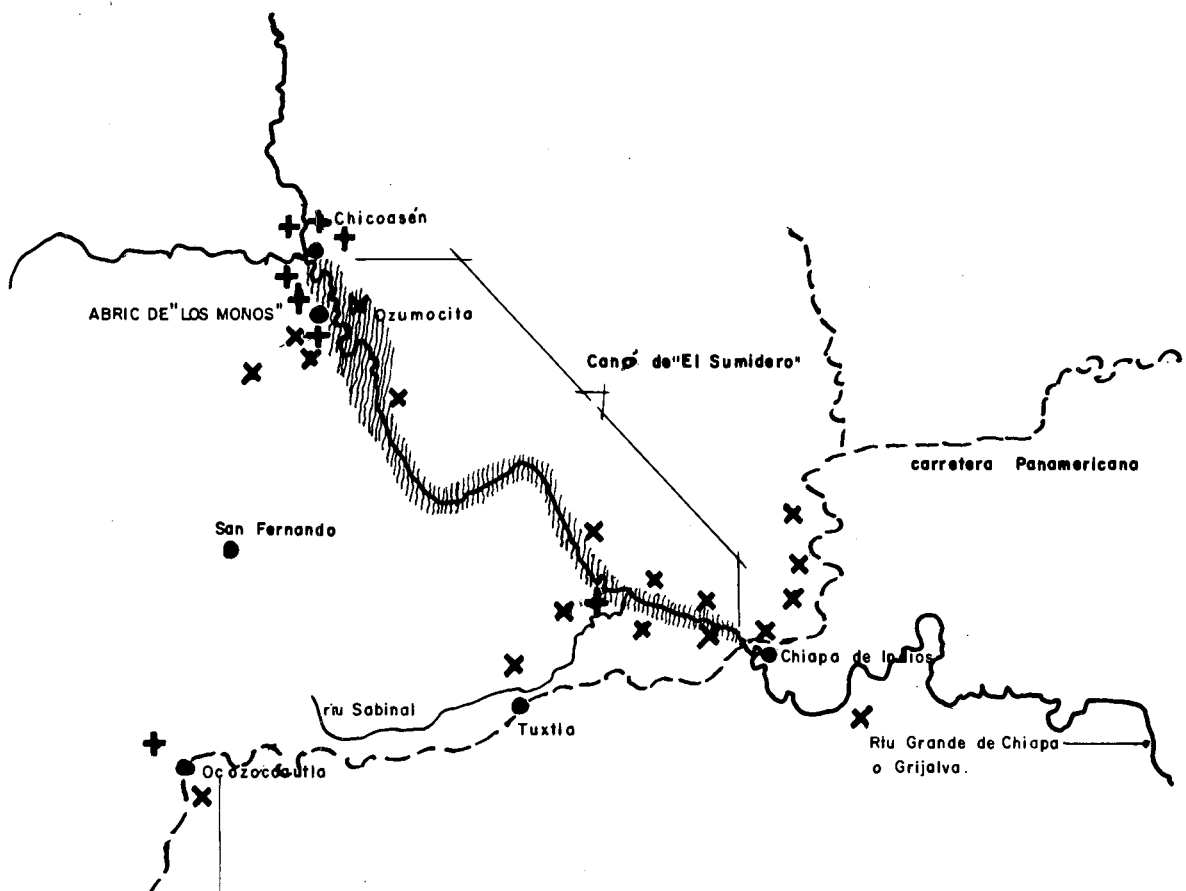 Chicoasén
ABRIC DE "LOS MONOS"
Ozumocita
Canó de "El Sumidero"
carretera Panamericana
San Fernando
Chiapa de Indios
riu Sabinal
Tuxtla
Riu Grande de Chiapa
o Grijalva.
Ocozocoautla